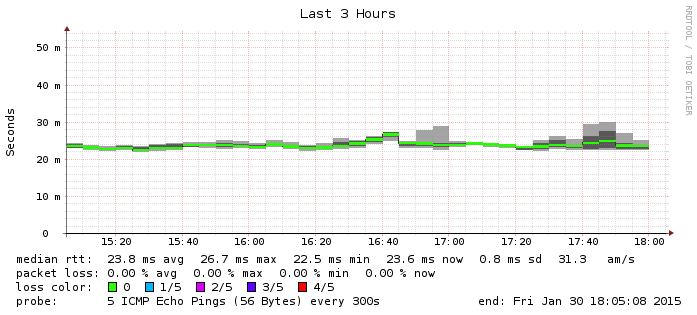 Last 3 Hours
RRDTOOL / TOBI OETIKER
Seconds
50 m
40 m
30 m
20 m
10 m
0
15:20 15:40 16:00 16:20 16:40 17:00 17:20 17:40 18:00
median rtt: 23.8 ms avg 26.7 ms max 22.5 ms min 23.6 ms now 0.8 ms sd 31.3 am/s
packet loss: 0.00 % avg 0.00 % max 0.00 % min 0.00 % now
loss color: 0 1/5 2/5 3/5 4/5
probe: 5 ICMP Echo Pings (56 Bytes) every 300s end: Fri Jan 30 18:05:08 2015